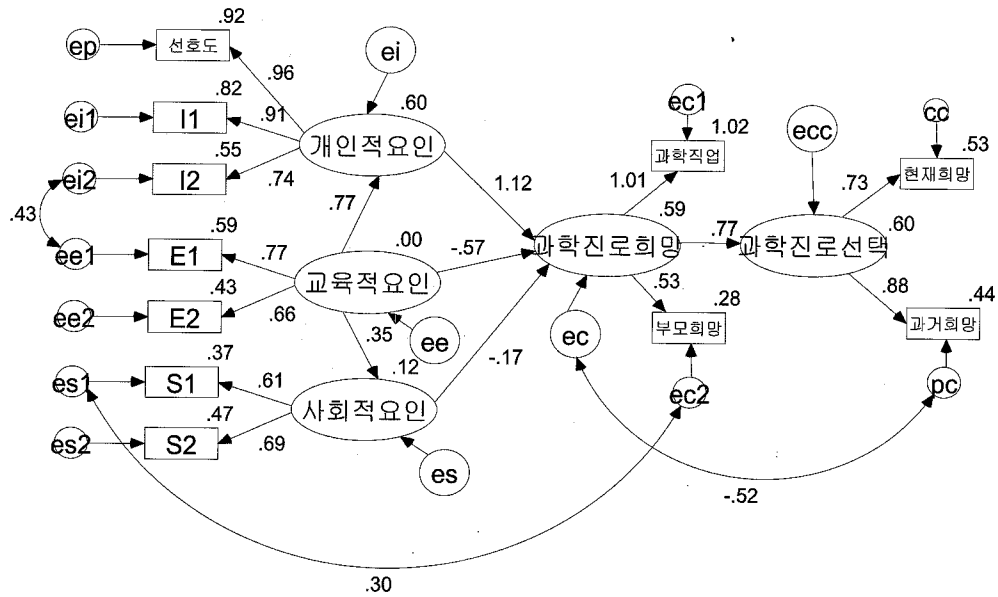 .92
ep
선호도
ei
.96
.82
.60
ei1
I1
.91
개인적요인
ec1
1.02
ecc
cc
.53
과학직업
현재희망
.55
ei2
I2
.74
1.12
1.01
.73
.43
.77
.59
.59
과학진로희망
.77
과학진로선택
.60
ee1
E1
.77
.00
-.57
교육적요인
.43
ee2
E2
.66
.35
ee
ec
.53
.28
부모희망
.88
.44
과거희망
.37
.12
-.17
es1
S1
.61
사회적요인
ec2
pc
.47
es2
S2
.69
es
-.52
.30